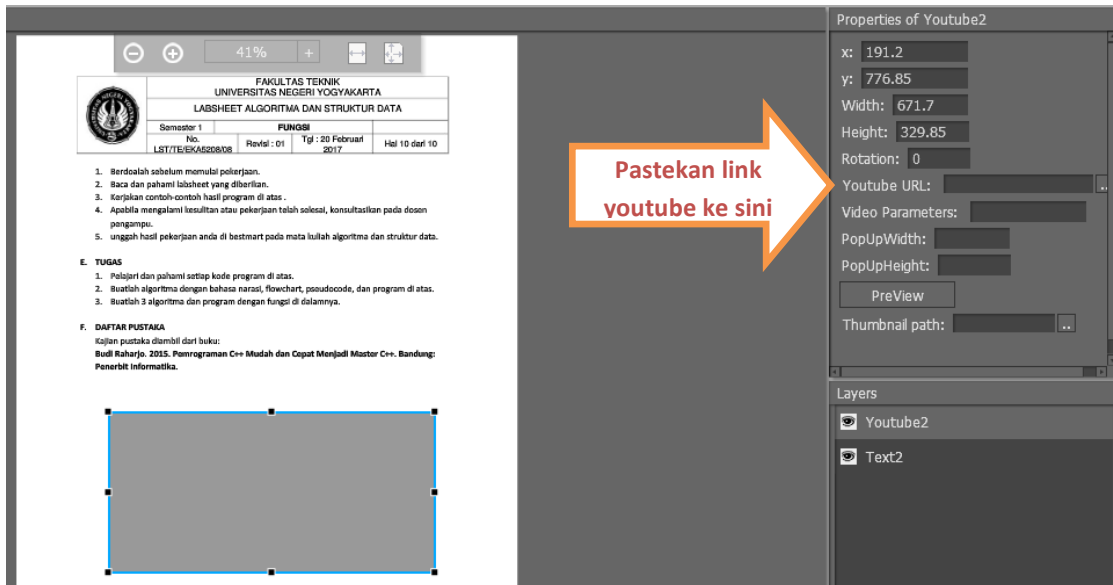 Properties of Youtube2
41%
+
x: 191.2
y: 776.85
Width: 671.7
Height: 329.85
Rotation: 0
Youtube URL:
..
Video Parameters:
PopUpWidth:
PopUpHeight:
PreView
Thumbnail path:
..
Layers
Youtube2
Text2
Pastekan link
youtube ke sini
FAKULTAS TEKNIK
UNIVERSITAS NEGERI YOGYAKARTA
LABSHEET ALGORITMA DAN STRUKTUR DATA
Semester 1
FUNGSI
No.
LST/TE/EKA5208/08
Revisi : 01
Tgl : 20 Februari
2017
Hal 10 dari 10
1. Berdoalah sebelum memulai pekerjaan.
2. Baca dan pahami labsheet yang diberikan.
3. Kerjakan contoh-contoh hasil program di atas .
4. Apabila mengalami kesulitan atau pekerjaan telah selesai, konsultasikan pada dosen
pengampu.
5. unggah hasil pekerjaan anda di bestmart pada mata kuliah algoritma dan struktur data.
E. TUGAS
1. Pelajari dan pahami setiap kode program di atas.
2. Buatlah algoritma dengan bahasa narasi, flowchart, pseudocode, dan program di atas.
3. Buatlah 3 algoritma dan program dengan fungsi di dalamnya.
F. DAFTAR PUSTAKA
Kajian pustaka diambil dari buku:
Budi Raharjo. 2015. Pemrograman C++ Mudah dan Cepat Menjadi Master C++. Bandung:
Penerbit Informatika.